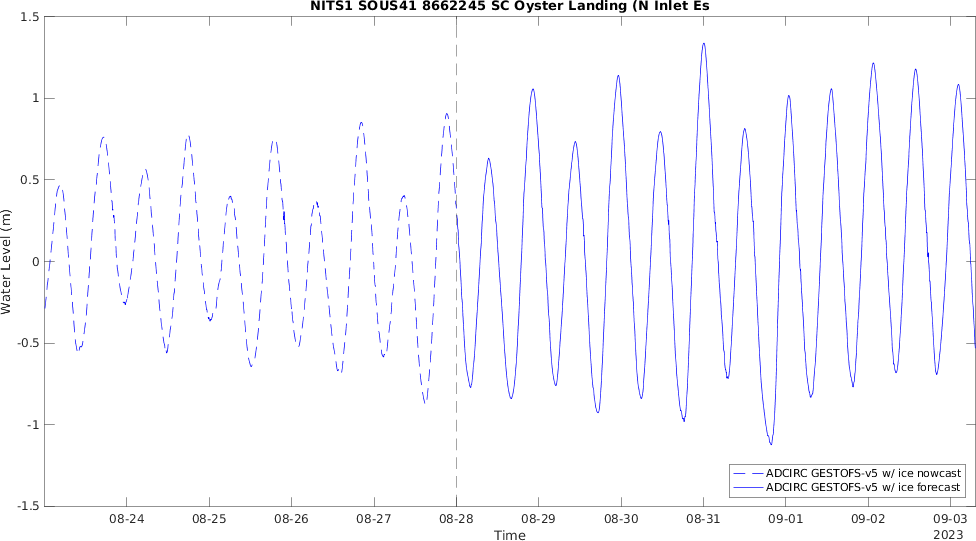 NITS1 SOUS41 8662245 SC Oyster Landing (N Inlet Es
1.5
1
0.5
0
-0.5
-1
-1.5
Water Level (m)
08-24 08-25 08-26 08-27 08-28 08-29 08-30 08-31 09-01 09-02 09-03
2023
Time
ADCIRC GESTOFS-v5 w/ ice nowcast
ADCIRC GESTOFS-v5 w/ ice forecast